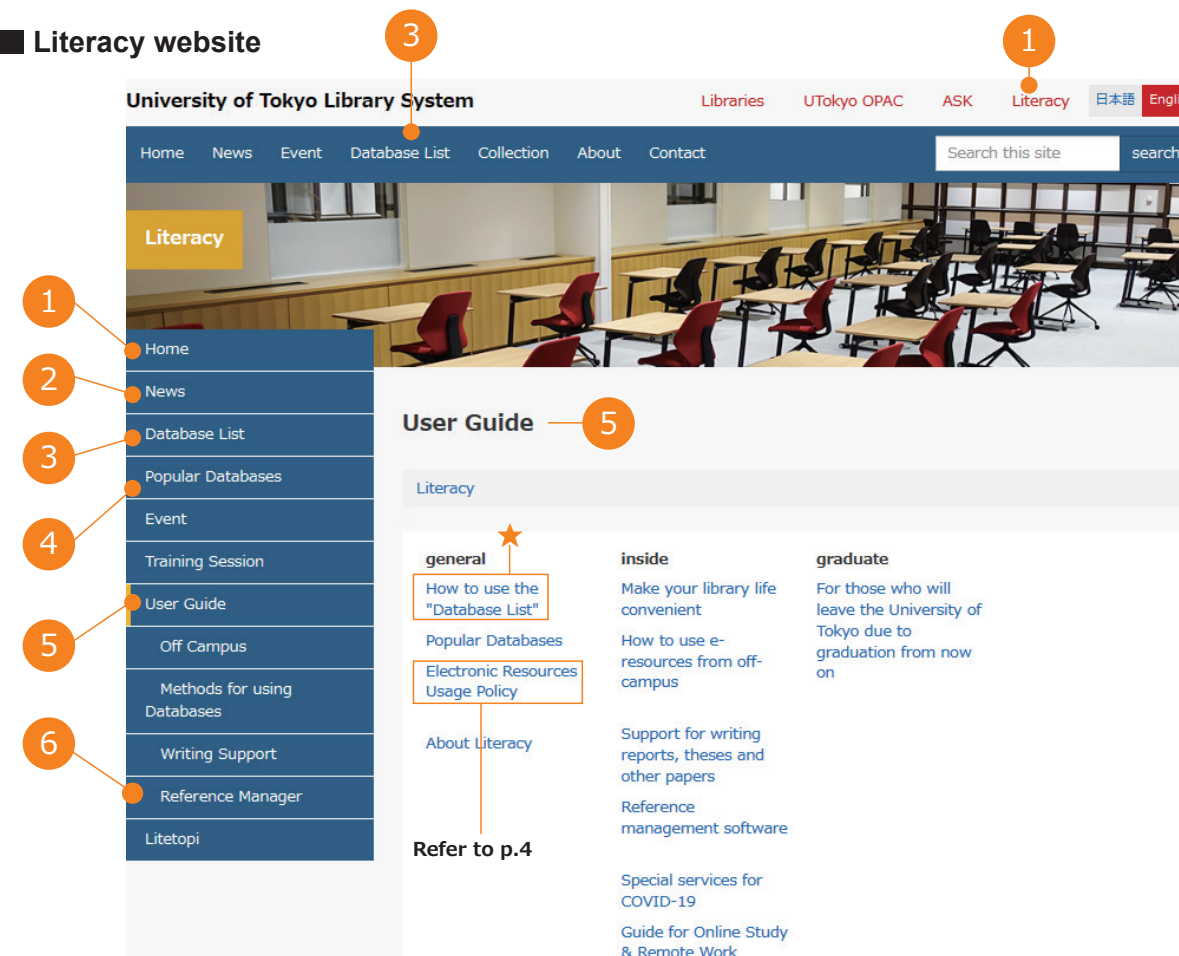 Literacy website
3
1
University of Tokyo Library System
Libraries UTokyo OPAC ASK Literacy 日本語 Engli
Home News Event Database List Collection About Contact
Search this site search
Literacy
1
Home
2
News
3
Database List
4
Popular Databases
Event
Training Session
5
User Guide
Off Campus
Methods for using
Databases
Writing Support
6
Reference Manager
Litetopi
User Guide 5
Literacy
general
How to use the
"Database List"
Popular Databases
Electronic Resources
Usage Policy
About Literacy
Refer to p.4
inside
Make your library life
convenient
How to use e-
resources from off-
campus
Support for writing
reports, theses and
other papers
Reference
management software
Special services for
COVID-19
Guide for Online Study
& Remote Work
graduate
For those who will
leave the University of
Tokyo due to
graduation from now
on